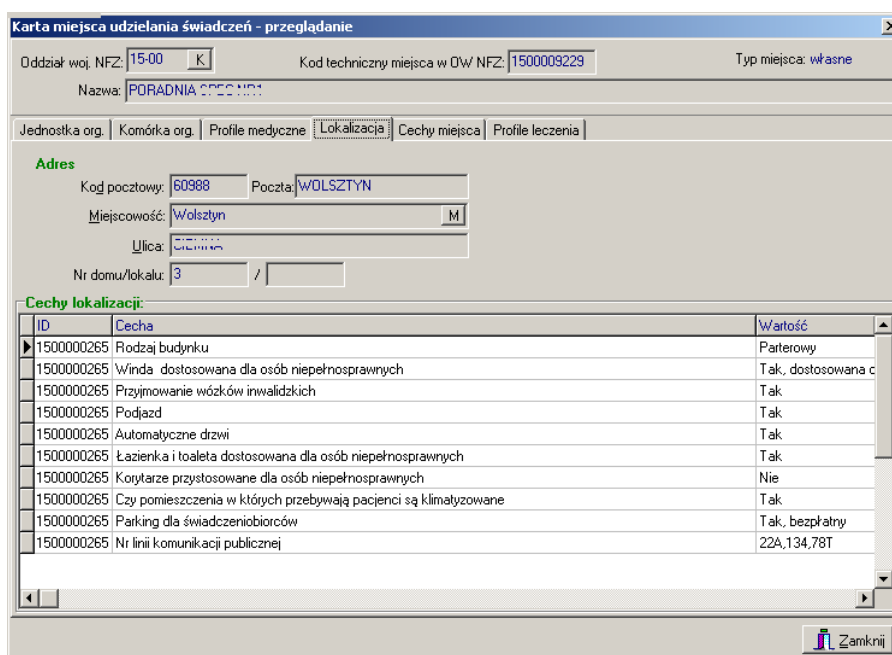 Karta miejsca udzielania świadczeń - przeglądanie
Oddział woj. NFZ: 15-00 K Kod techniczny miejsca w OW NFZ: 1500009229 Typ miejsca: własne
Nazwa: PORADNIA
Jednostka org. Komórka org. Profile medyczne Lokalizacja Cechy miejsca Profile leczenia
Adres
Kod pocztowy: 60988 Poczta: WOLSZTYN
Miejscowość: Wolsztyn M
Ulica:
Nr domu/lokalu: 3 /
Cechy lokalizacji:
ID Cecha Wartość
1500000265 Rodzaj budynku Parterowy
1500000265 Winda dostosowana dla osób niepełnosprawnych Tak, dostosowana
1500000265 Przyjmowanie wózków inwalidzkich Tak
1500000265 Podjazd Tak
1500000265 Automatyczne drzwi Tak
1500000265 Łazienka i toaleta dostosowana dla osób niepełnosprawnych Tak
1500000265 Korytarze przystosowane dla osób niepełnosprawnych Nie
1500000265 Czy pomieszczenia w których przebywają pacjenci są klimatyzowane Tak
1500000265 Parking dla świadczeniobiorców Tak, bezpłatny
1500000265 Nr linii komunikacji publicznej 22A,134,78T
Zamknij